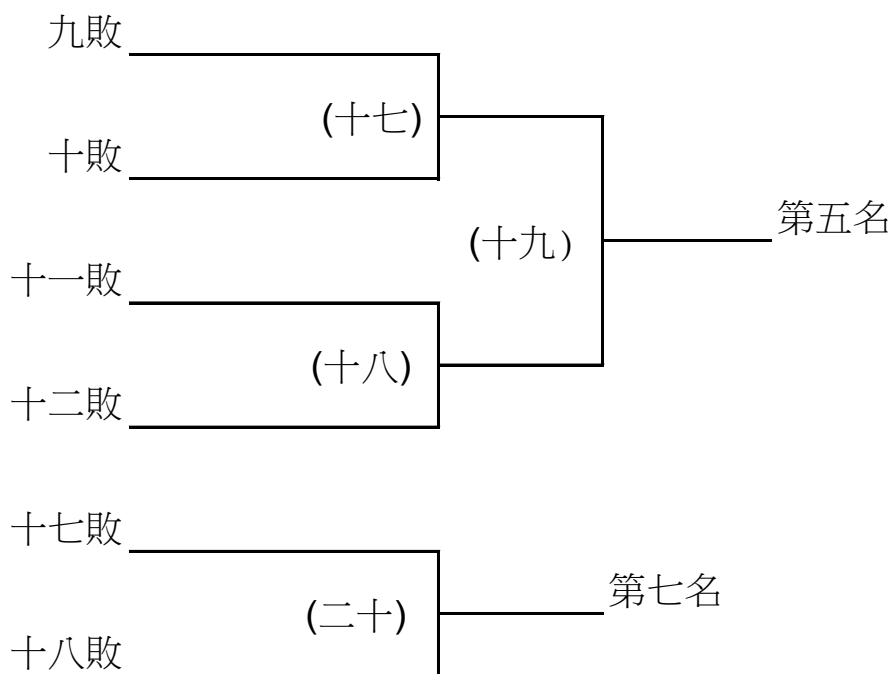 九敗
(十七)
十敗
第五名
(十九)
十一敗
(十八)
十二敗
十七敗
第七名
(二十)
十八敗